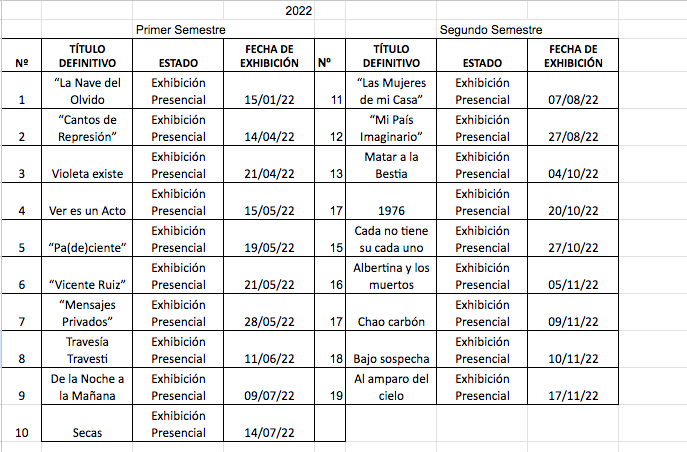 2022
Primer Semestre Segundo Semestre
Nº TÍTULO DEFINITIVO ESTADO FECHA DE EXHIBICIÓN N° TÍTULO DEFINITIVO ESTADO FECHA DE EXHIBICIÓN
1 “La Nave del Olvido Exhibición Presencial 15/01/22 11 “Las Mujeres de mi Casa” Exhibición Presencial 07/08/22
2 “Cantos de Represión” Exhibición Presencial 14/04/22 12 “Mi País Imaginario” Exhibición Presencial 27/08/22
3 Violeta existe Exhibición Presencial 21/04/22 13 Matar a la Bestia Exhibición Presencial 04/10/22
4 Ver es un Acto Exhibición Presencial 15/05/22 17 1976 Exhibición Presencial 20/10/22
5 “Pa(de)ciente” Exhibición Presencial 19/05/22 15 Cada no tiene su cada uno Exhibición Presencial 27/10/22
6 “Vicente Ruiz” Exhibición Presencial 21/05/22 16 Albertina y los muertos Exhibición Presencial 05/11/22
7 “Mensajes Privados” Exhibición Presencial 28/05/22 17 Chao carbón Exhibición Presencial 09/11/22
8 Travesía Travesti Exhibición Presencial 11/06/22 18 Bajo sospecha Exhibición Presencial 10/11/22
9 De la Noche a la Mañana Exhibición Presencial 09/07/22 19 Al amparo del cielo Exhibición Presencial 17/11/22
10 Secas Exhibición Presencial 14/07/22